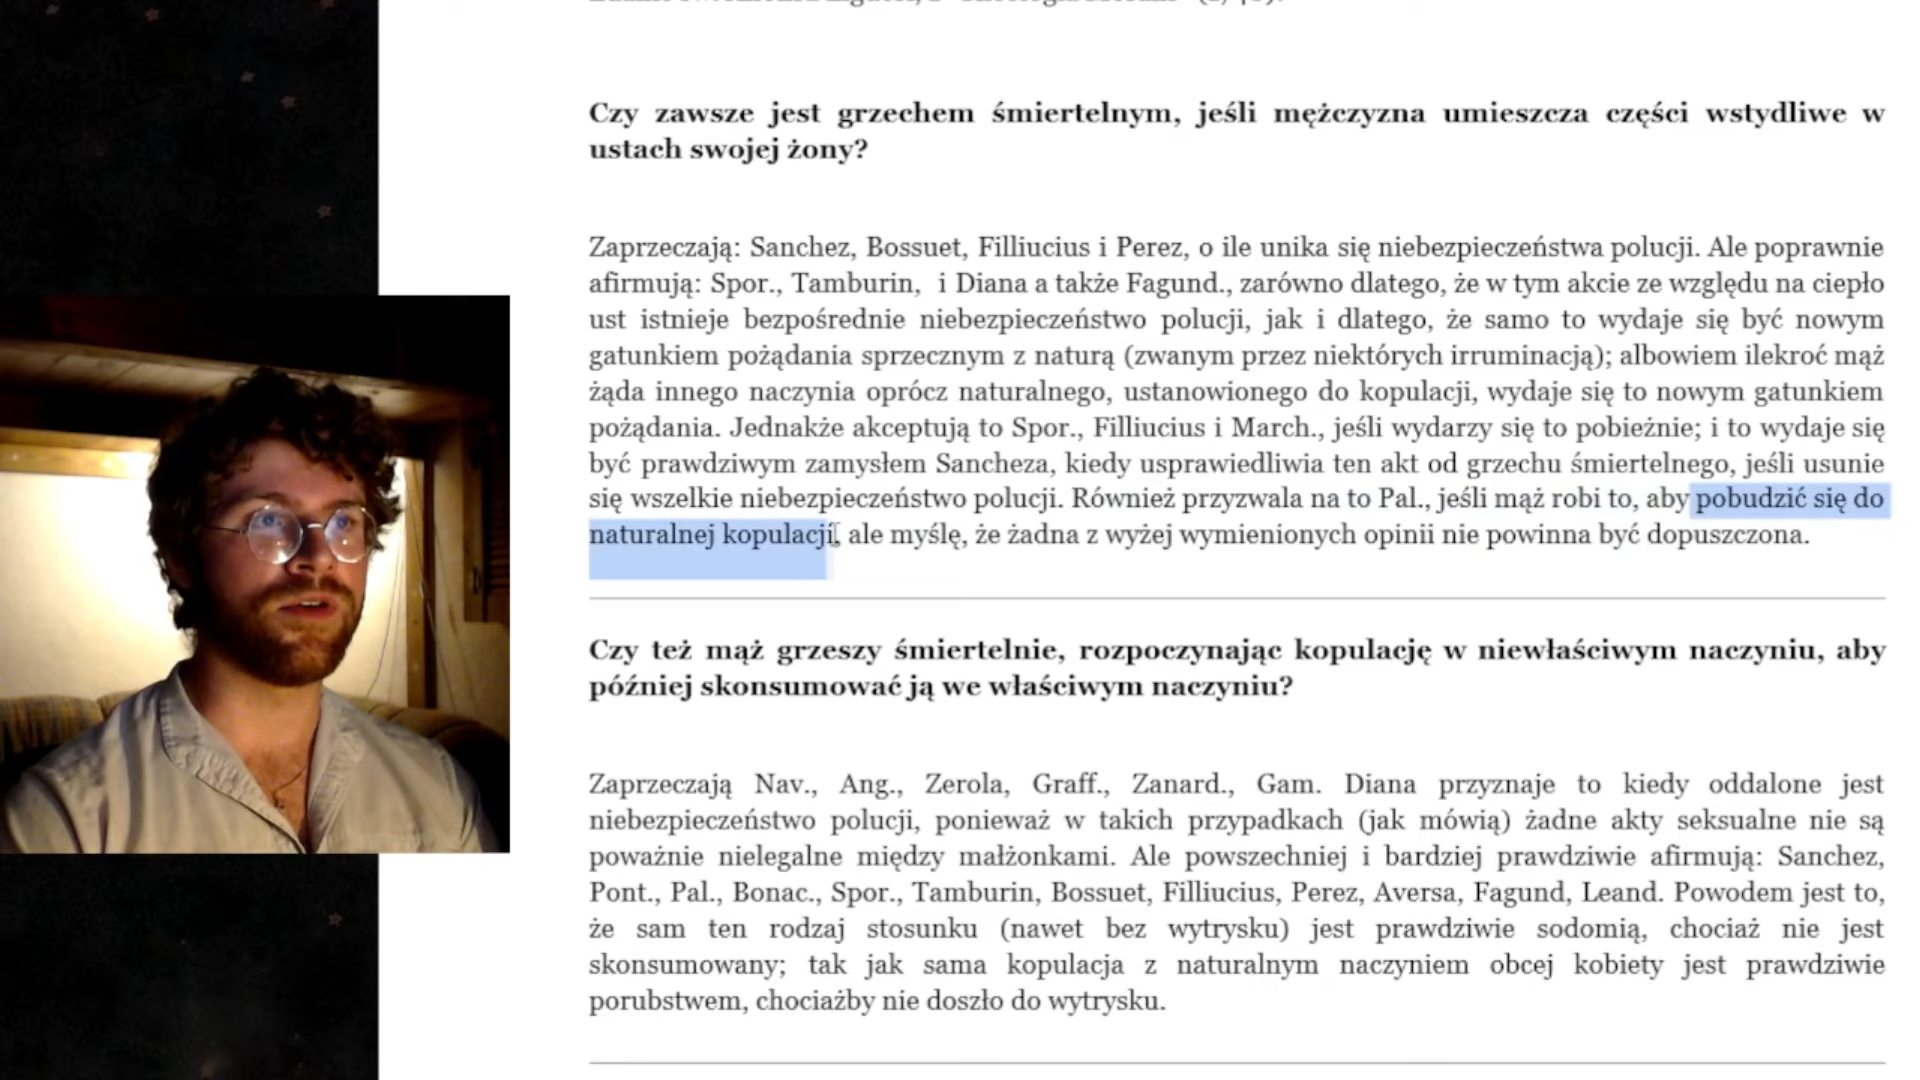 Czy zawsze jest grzechem śmiertelnym, jeśli mężczyzna umieszcza części wstydliwe w
ustach swojej żony?
Zaprzeczają: Sanchez, Bossuet, Filliucius i Perez, o ile unika się niebezpieczeństwa polucji. Ale poprawnie
afirmują: Spor., Tamburin, i Diana a także Fagund., zarówno dlatego, że w tym akcie ze względu na ciepło
ust istnieje bezpośrednie niebezpieczeństwo polucji, jak i dlatego, że samo to wydaje się być nowym
gatunkiem pożądania sprzecznym z naturą (zwanym przez niektórych irruminacją); albowiem ilekroć mąż
żąda innego naczynia oprócz naturalnego, ustanowionego do kopulacji, wydaje się to nowym gatunkiem
pożądania. Jednakże akceptują to Spor., Filliucius i March., jeśli wydarzy się to pobieżnie; i to wydaje się
być prawdziwym zamysłem Sancheza, kiedy usprawiedliwia ten akt od grzechu śmiertelnego, jeśli usunie
się wszelkie niebezpieczeństwo polucji. Również przyzwala na to Pal., jeśli mąż robi to, aby pobudzić się do
naturalnej kopulacji, ale myślę, że żadna z wyżej wymienionych opinii nie powinna być dopuszczona.
Czy też mąż grzeszy śmiertelnie, rozpoczynając kopulację w niewłaściwym naczyniu, aby
później skonsumować ją we właściwym naczyniu?
Zaprzeczają Nav., Ang., Zerola, Graff., Zanard., Gam. Diana przyznaje to kiedy oddalone jest
niebezpieczeństwo polucji, ponieważ w takich przypadkach (jak mówią) żadne akty seksualne nie są
poważnie nielegalne między małżonkami. Ale powszechniej i bardziej prawdziwie afirmują: Sanchez,
Pont., Pal., Bonac., Spor., Tamburin, Bossuet, Filliucius, Perez, Aversa, Fagund, Leand. Powodem jest to,
że sam ten rodzaj stosunku (nawet bez wytrysku) jest prawdziwie sodomią, chociaż nie jest
skonsumowany; tak jak sama kopulacja z naturalnym naczyniem obcej kobiety jest prawdziwie
porubstwem, chociażby nie doszło do wytrysku.